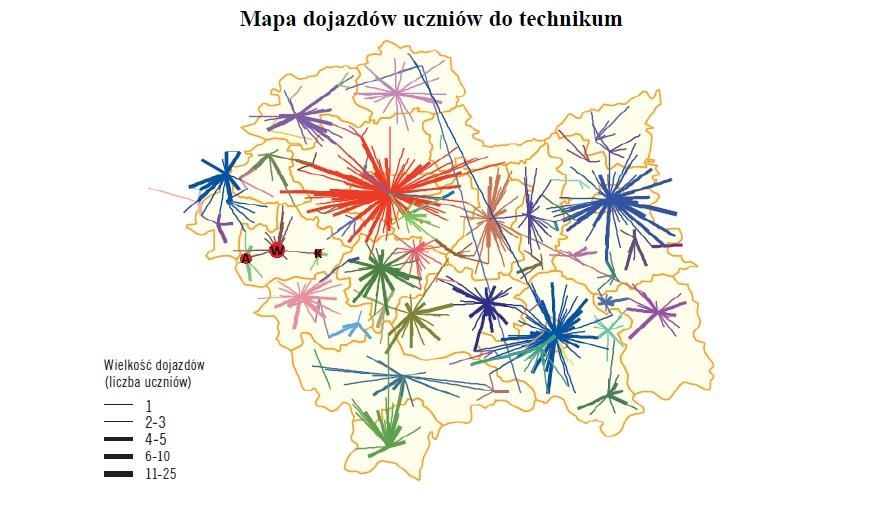 Mapa dojazdów uczniów do technikum
A W K
Wielkość dojazdów
(liczba uczniów)
1
2-3
4-5
6-10
11-25